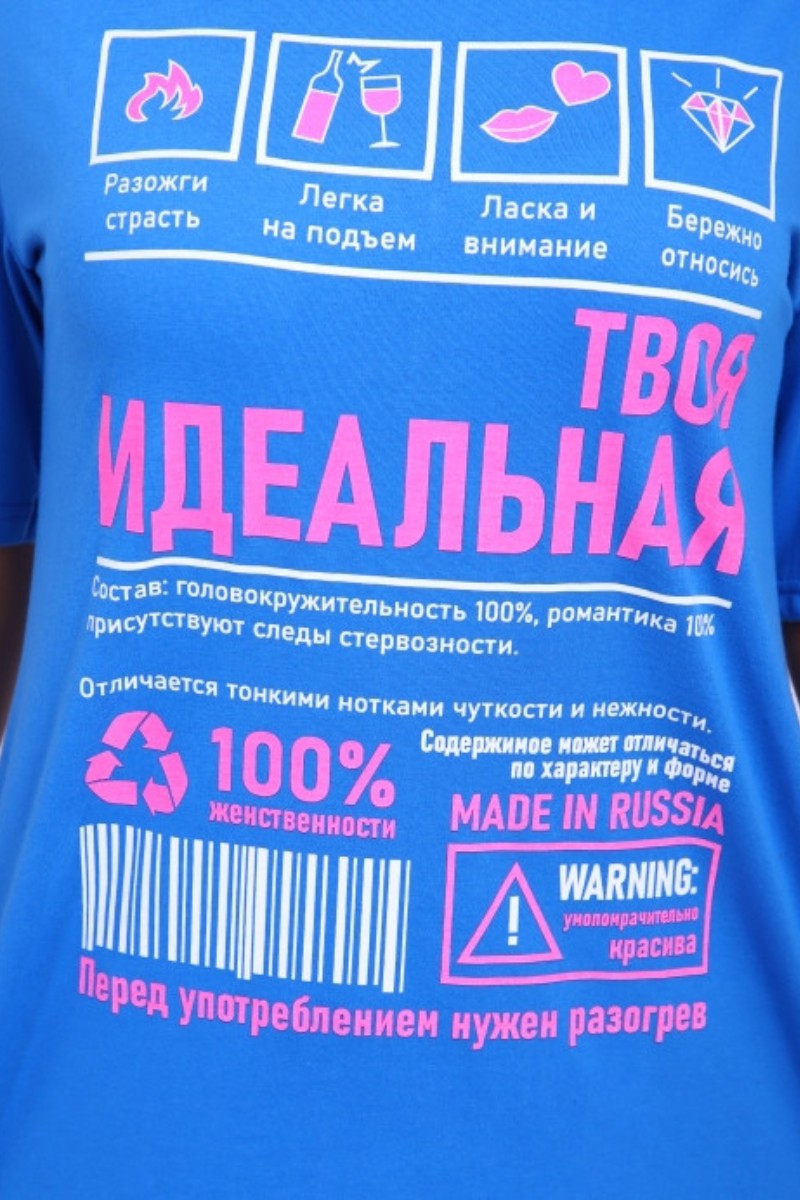 Разожги
страсть
Легка
на подъем
Ласка и
внимание
Бережно
относись
ТВОЯ
ИДЕАЛЬНАЯ
Состав: головокружительность 100%, романтика 10%
присутствуют следы стервозности.
Отличается тонкими нотками чуткости и нежности.
100%
женственности
Содержимое может отличаться
по характеру и форме
MADE IN RUSSIA
WARNING:
умопомрачительно
красива
Перед употреблением нужен разогрев